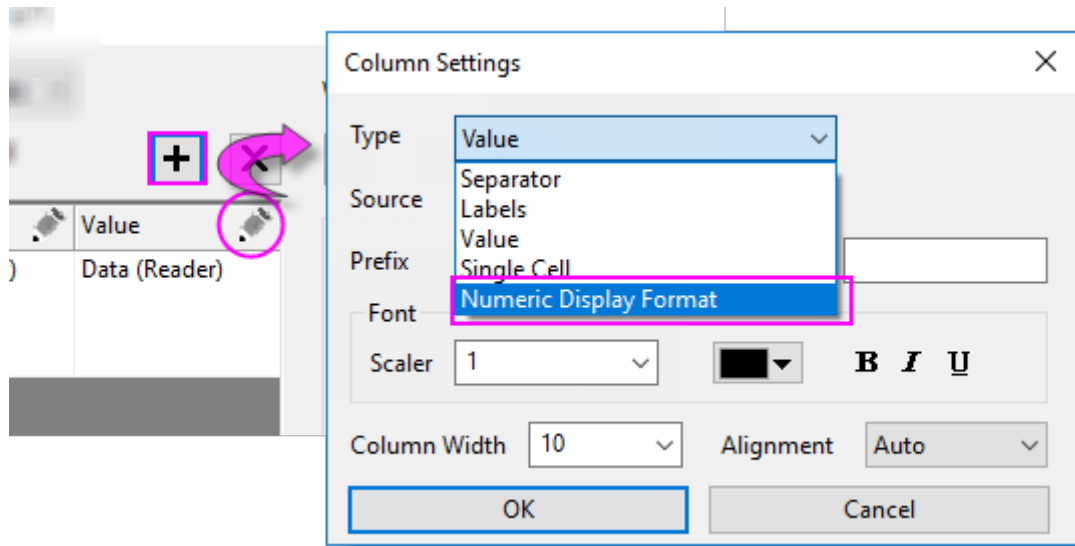 Column Settings
Type
Value
Separator
Labels
Value
Single Cell
Numeric Display Format
Source
Prefix
Font
Scaler
1
B I U
Column Width
10
Alignment
Auto
OK
Cancel
Value
) Data (Reader)